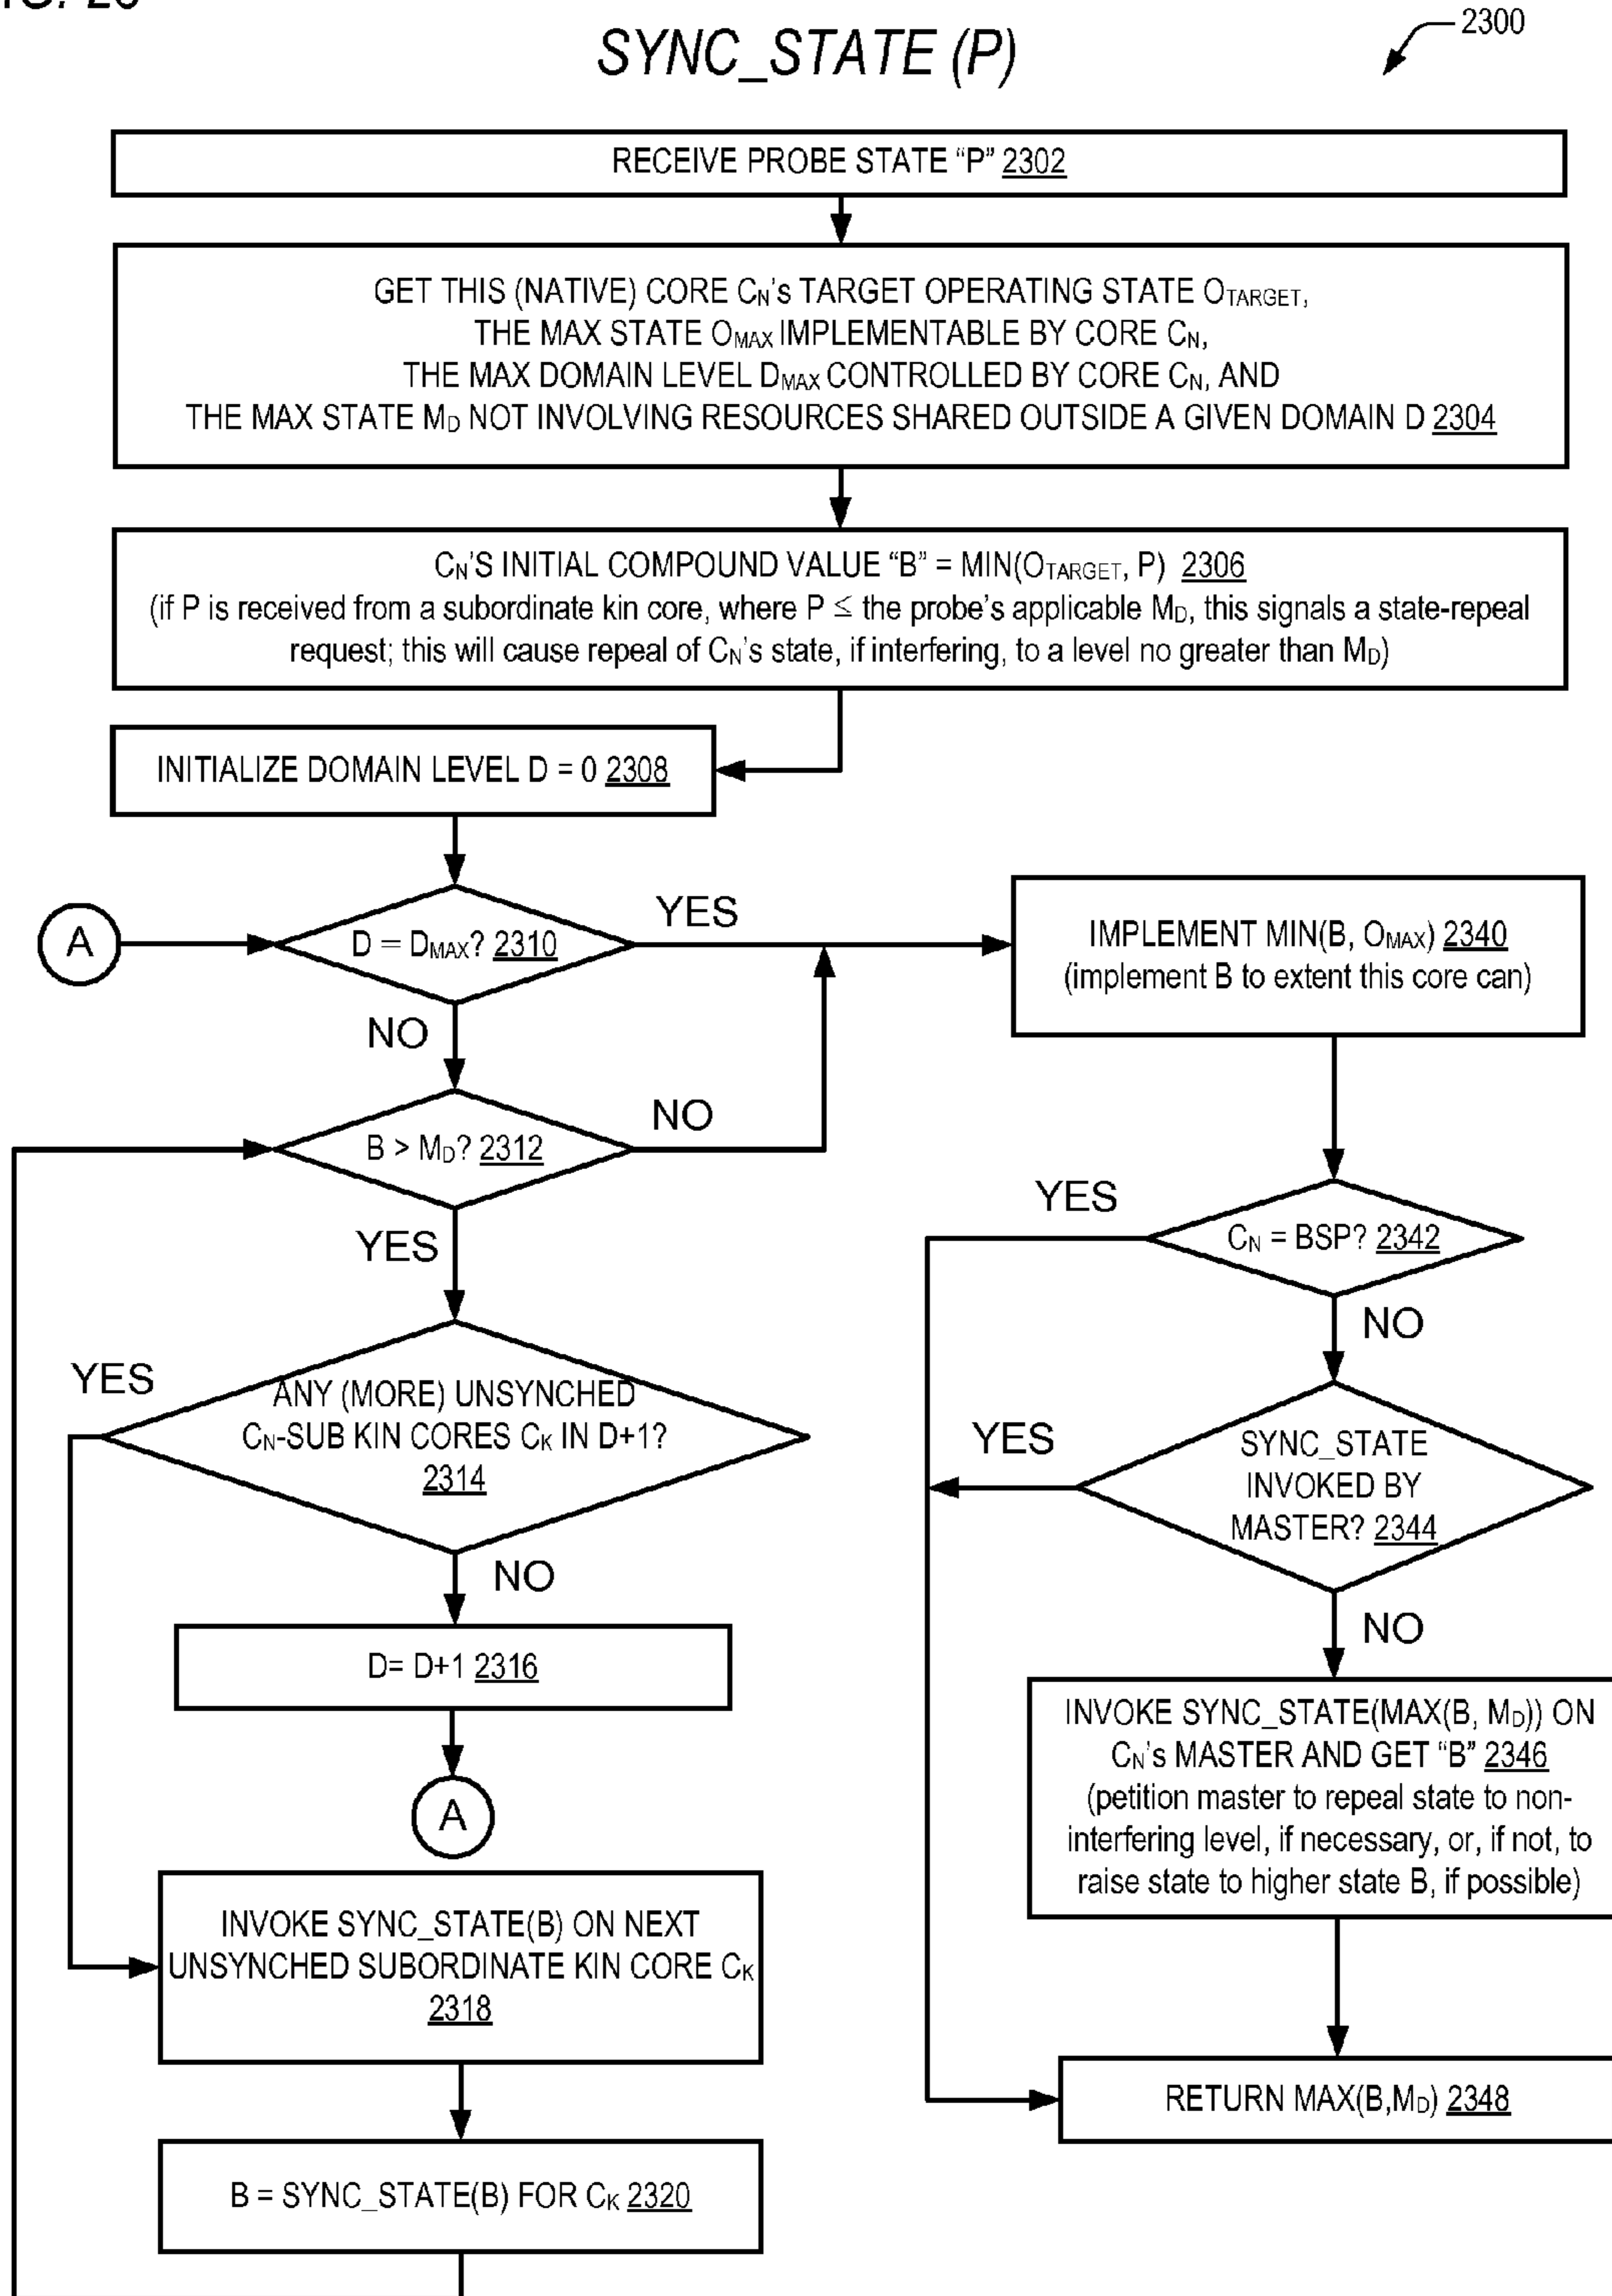 SYNC_STATE (P)
2300
RECEIVE PROBE STATE “P” 2302
GET THIS (NATIVE) CORE CN's TARGET OPERATING STATE OTARGET,
THE MAX STATE OMAX IMPLEMENTABLE BY CORE CN,
THE MAX DOMAIN LEVEL DMAX CONTROLLED BY CORE CN, AND
THE MAX STATE MD NOT INVOLVING RESOURCES SHARED OUTSIDE A GIVEN DOMAIN D 2304
CN'S INITIAL COMPOUND VALUE “B” = MIN(OTARGET, P) 2306
(if P is received from a subordinate kin core, where P ≤ the probe's applicable MD, this signals a state-repeal
request; this will cause repeal of CN's state, if interfering, to a level no greater than MD)
INITIALIZE DOMAIN LEVEL D = 0 2308
A
D = DMAX? 2310
YES
NO
IMPLEMENT MIN(B, OMAX) 2340
(implement B to extent this core can)
B > MD? 2312
NO
YES
CN = BSP? 2342
YES
NO
ANY (MORE) UNSYNCHED
CN-SUB KIN CORES CK IN D+1?
2314
YES
NO
SYNC_STATE
INVOKED BY
MASTER? 2344
YES
NO
D= D+1 2316
A
INVOKE SYNC_STATE(MAX(B, MD)) ON
CN's MASTER AND GET “B” 2346
(petition master to repeal state to non-
interfering level, if necessary, or, if not, to
raise state to higher state B, if possible)
INVOKE SYNC_STATE(B) ON NEXT
UNSYNCHED SUBORDINATE KIN CORE CK
2318
RETURN MAX(B,MD) 2348
B = SYNC_STATE(B) FOR CK 2320